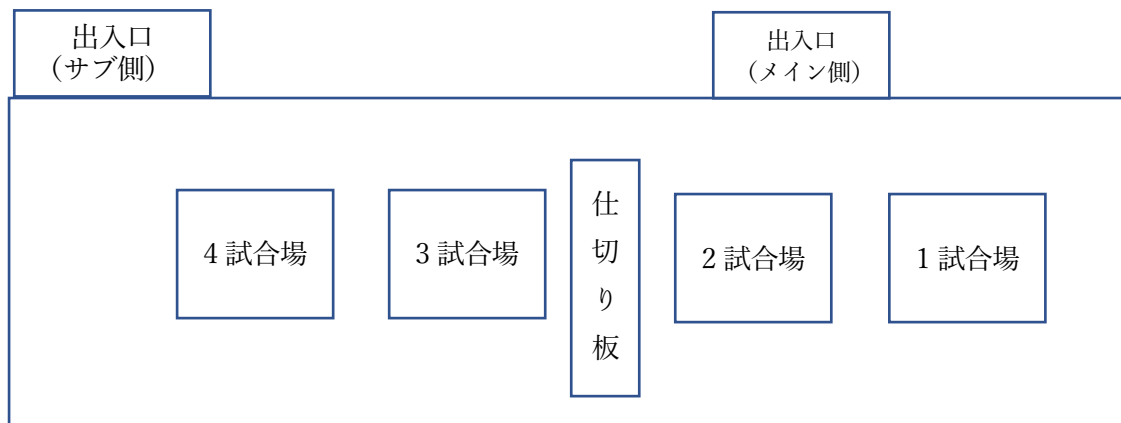 出入口
（サブ側）
出入口
（メイン側）
4 試合場
3 試合場
仕切り板
2 試合場
1 試合場